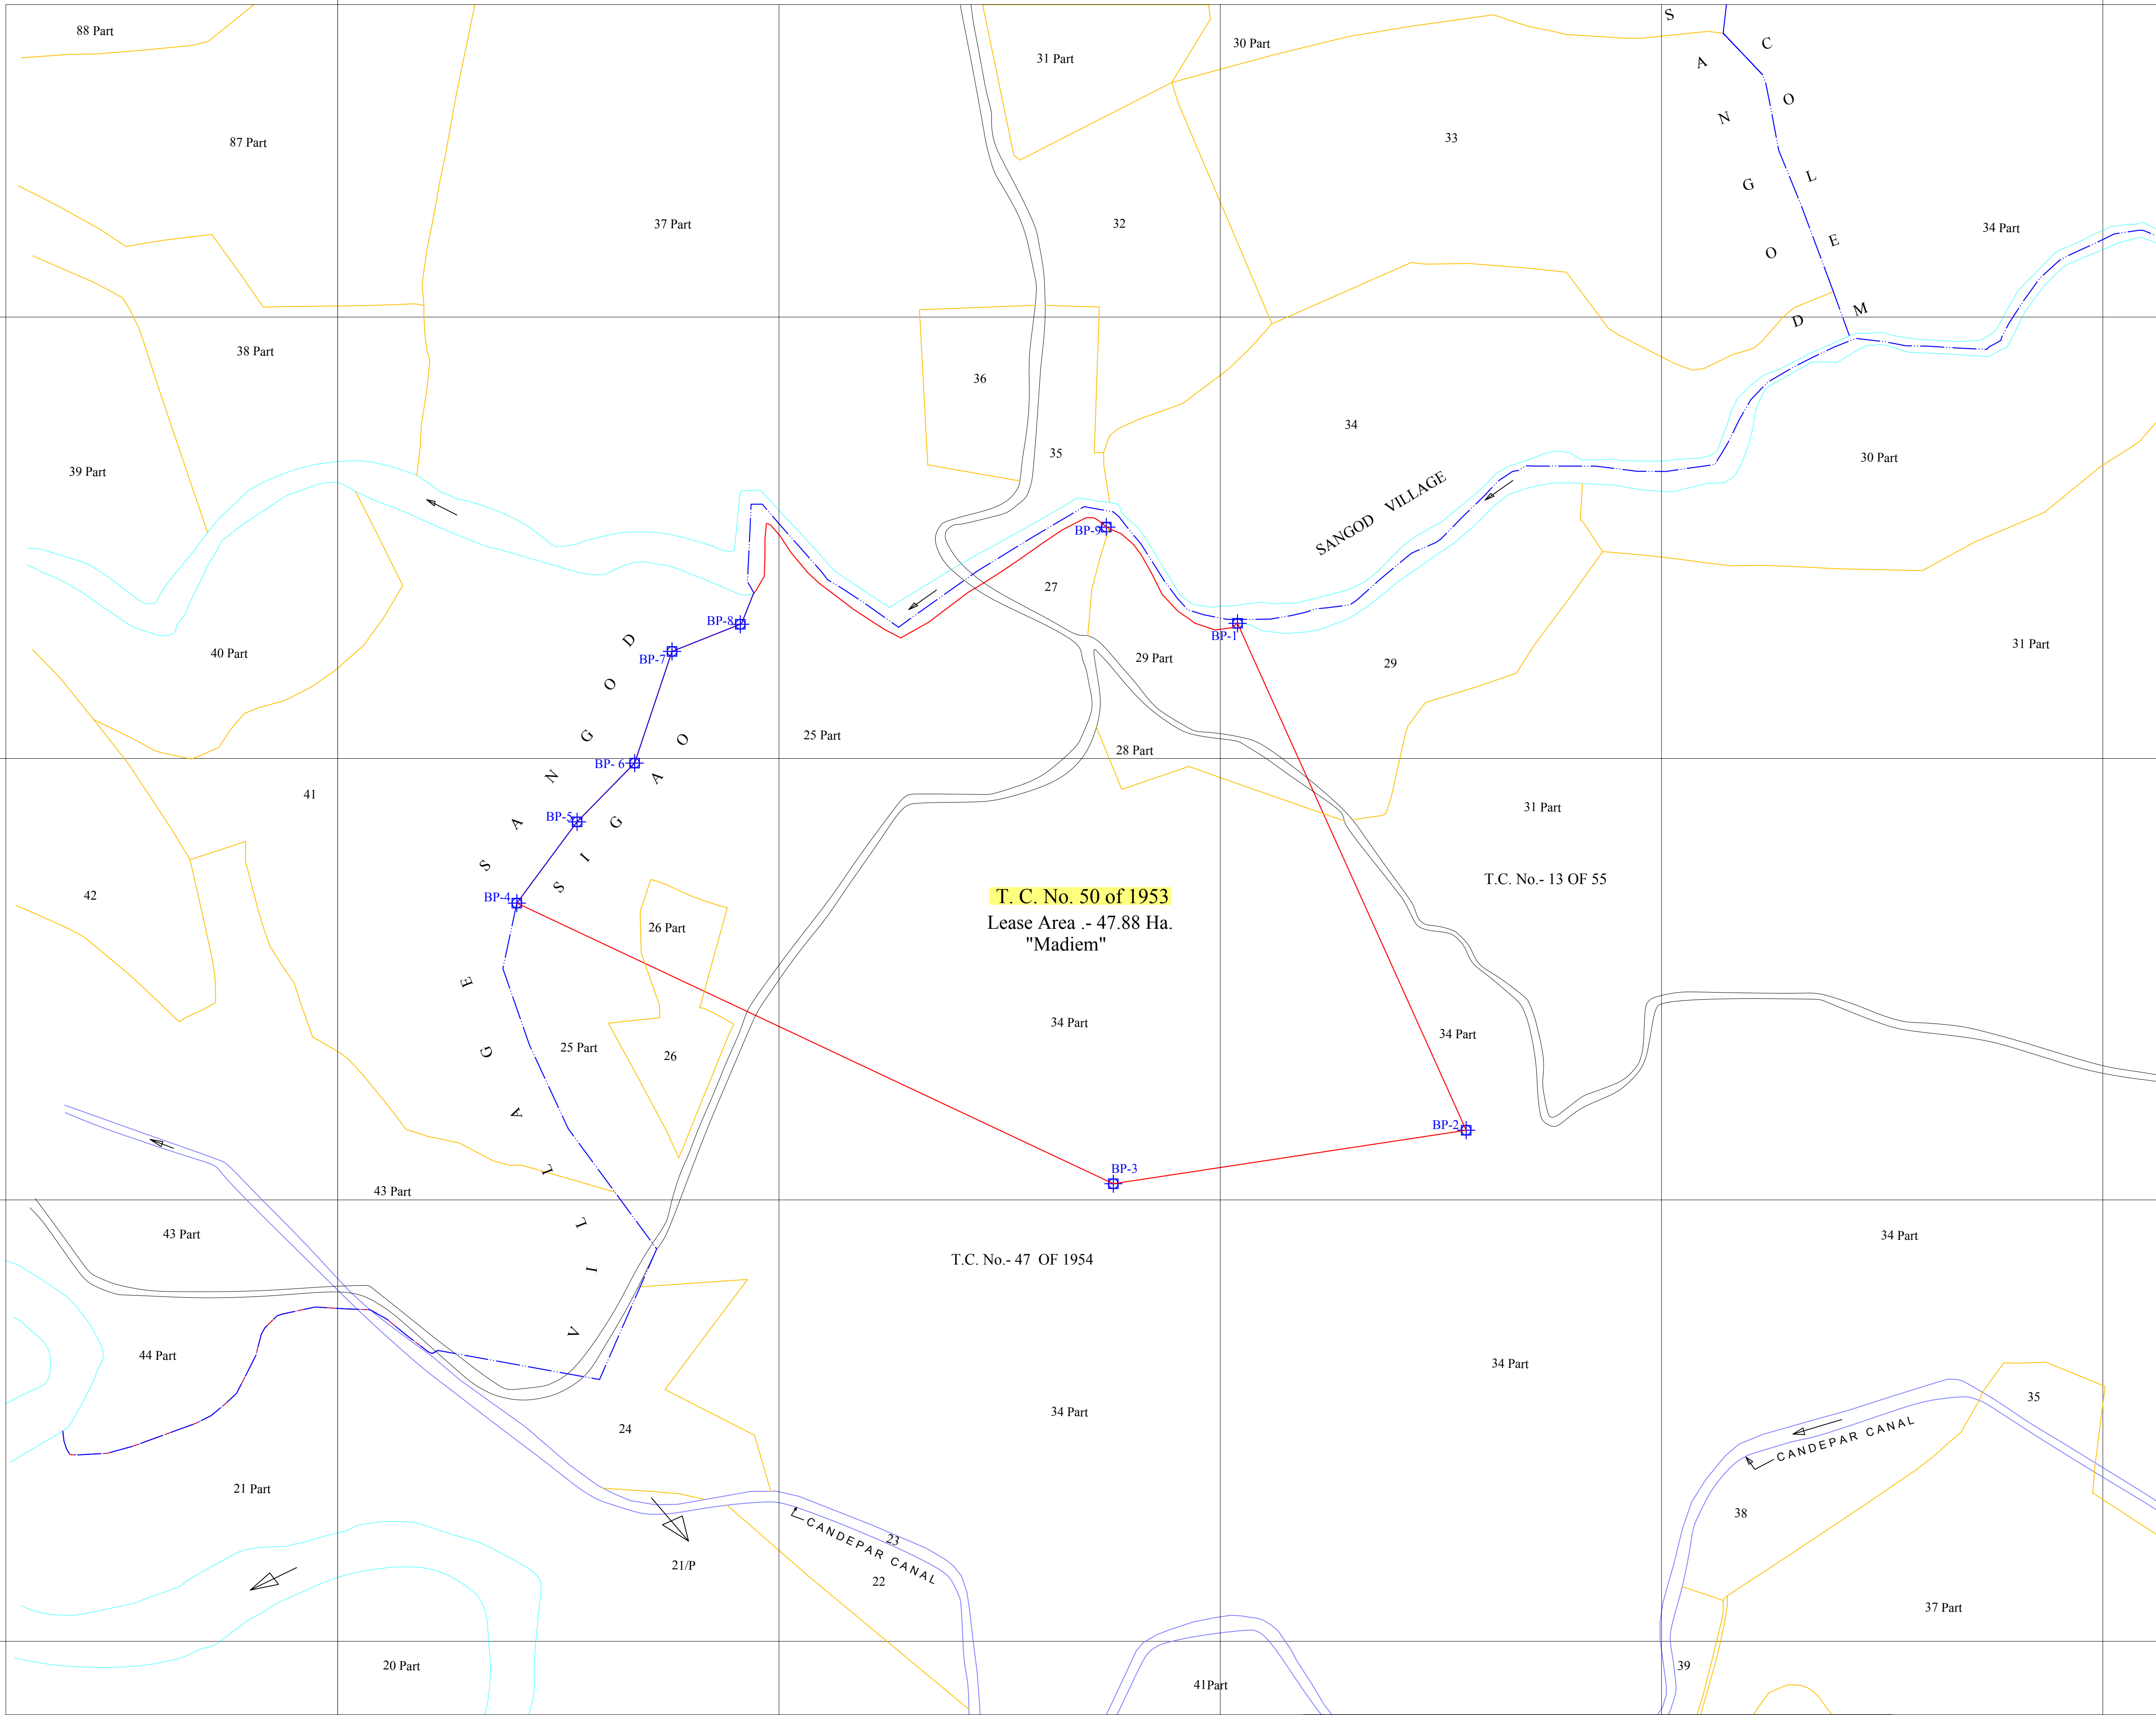 88 Part
31 Part
30 Part
SANGOD
COLEM
87 Part
33
37 Part
32
34 Part
38 Part
36
34
35
39 Part
30 Part
SANGOD VILLAGE
BP-9
27
BP-8
BP-1
40 Part
BP-7
29 Part
29
31 Part
SANGOD
SIGAO
25 Part
28 Part
BP- 6
41
31 Part
BP-5
T.C. No.- 13 OF 55
42
BP-4
T. C. No. 50 of 1953
Lease Area .- 47.88 Ha.
"Madiem"
26 Part
34 Part
34 Part
25 Part
26
VILLAGE
BP-2
BP-3
43 Part
43 Part
34 Part
T.C. No.- 47 OF 1954
44 Part
34 Part
35
34 Part
24
CANDEPAR CANAL
21 Part
38
23
CANDEPAR CANAL
21/P
22
37 Part
20 Part
39
41Part